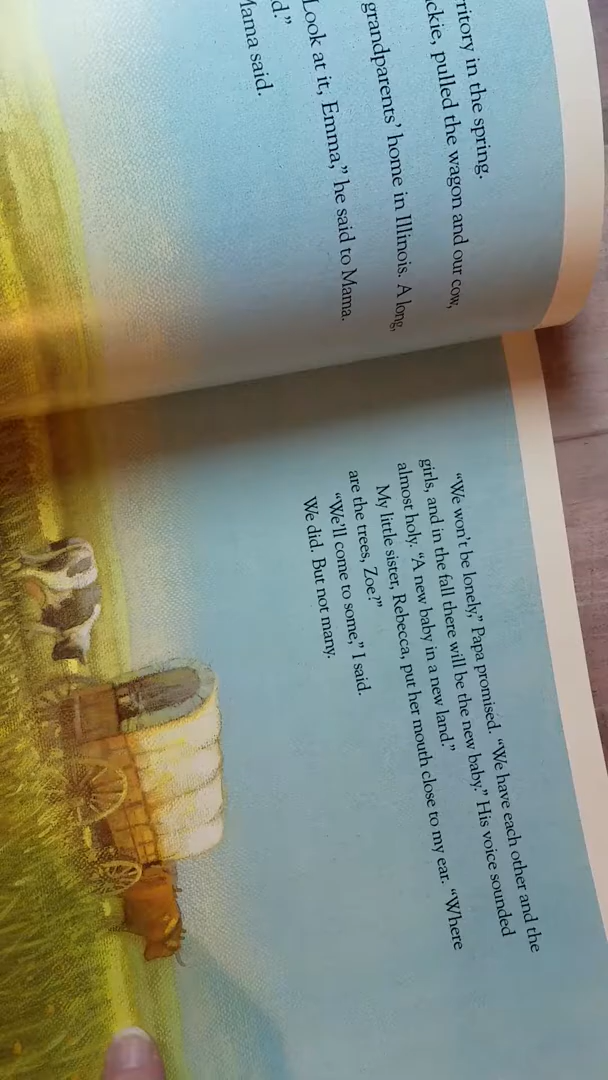 ritory in the spring.
ckie, pulled the wagon and our cow,
grandparents’ home in Illinois. A long,
Look at it, Emma,” he said to Mama.
d.”
Mama said.
“We won’t be lonely,” Papa promised. “We have each other and the
girls, and in the fall there will be the new baby.” His voice sounded
almost holy. “A new baby in a new land.”
My little sister, Rebecca, put her mouth close to my ear. “Where
are the trees, Zoe?”
“We’ll come to some,” I said.
We did. But not many.